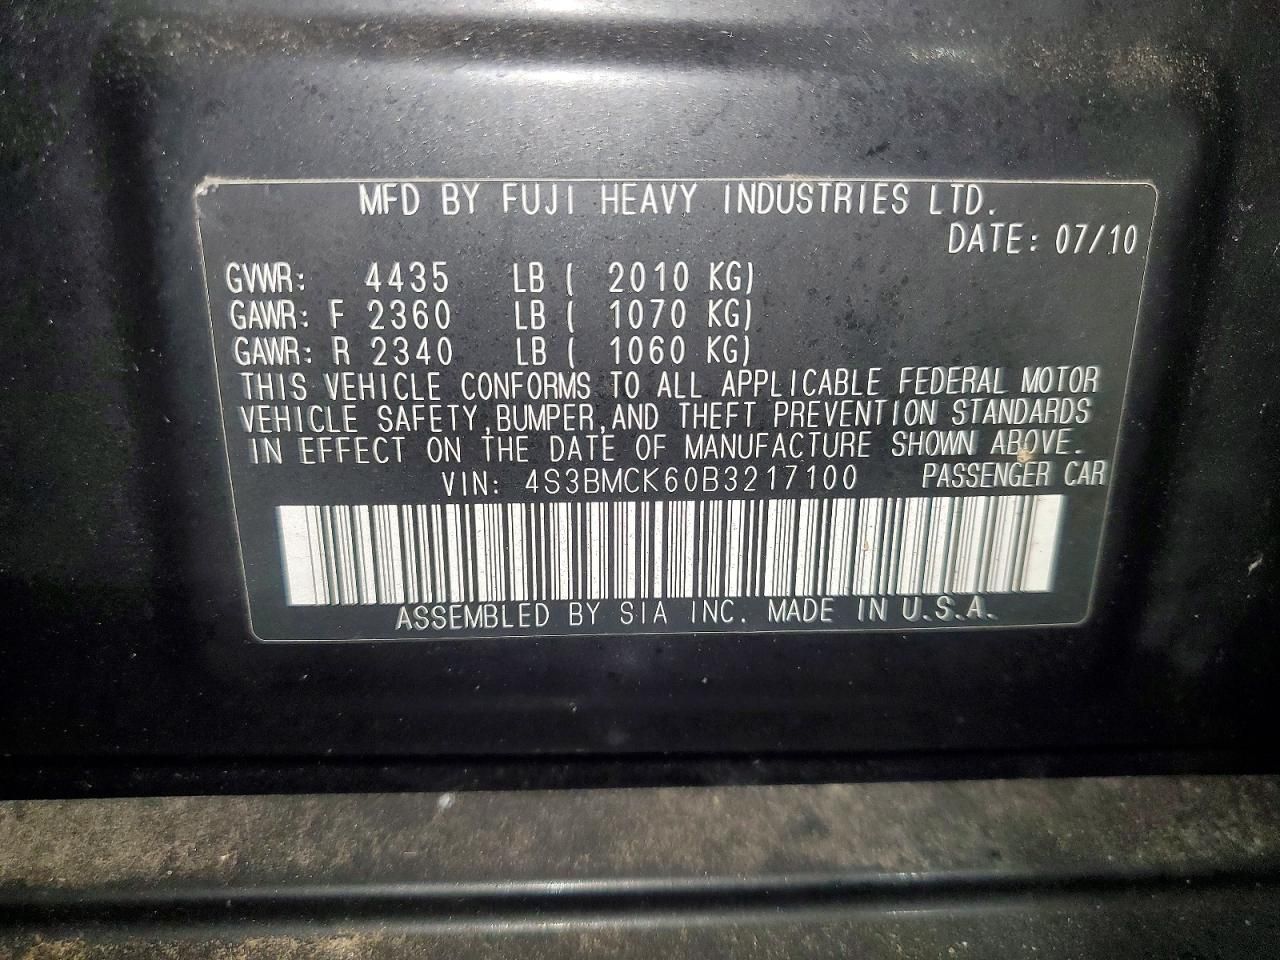 MFD BY FUJI HEAVY INDUSTRIES LTD.
DATE: 07/10
GVWR: 4435 LB ( 2010 KG)
GAWR: F 2360 LB ( 1070 KG)
GAWR: R 2340 LB ( 1060 KG)
THIS VEHICLE CONFORMS TO ALL APPLICABLE FEDERAL MOTOR
VEHICLE SAFETY,BUMPER,AND THEFT PREVENTION STANDARDS
IN EFFECT ON THE DATE OF MANUFACTURE SHOWN ABOVE.
VIN: 4S3BMCK60B3217100 PASSENGER CAR
ASSEMBLED BY SIA INC. MADE IN U.S.A.